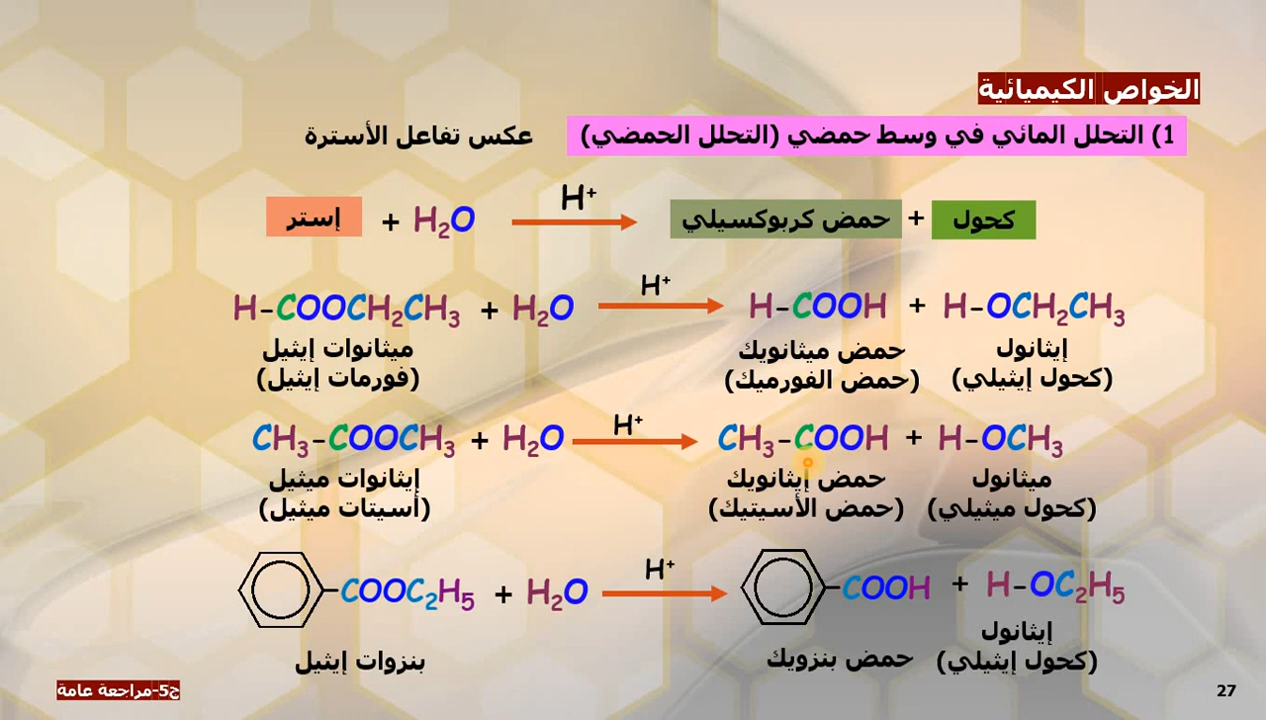 الخواص الكيميائية
1) التحلل المائي في وسط حمضي (التحلل الحمضي) عكس تفاعل الأسترة
إستر + H₂O H⁺ حمض كربوكسيلي + كحول
H-COOCH₂CH₃ + H₂O H⁺ H-COOH + H-OCH₂CH₃
ميثانوات إيثيل حمض ميثانويك إيثانول
(فورمات إيثيل) (حمض الفورميك) (كحول إيثيلي)
CH₃-COOCH₃ + H₂O H⁺ CH₃-COOH + H-OCH₃
إيثانوات ميثيل حمض إيثانويك ميثانول
(أسيتات ميثيل) (حمض الأسيتيك) (كحول ميثيلي)
-COOC₂H₅ + H₂O H⁺ -COOH + H-OC₂H₅
إيثانول
بنزوات إيثيل حمض بنزويك (كحول إيثيلي)
ج5-مراجعة عامة
27